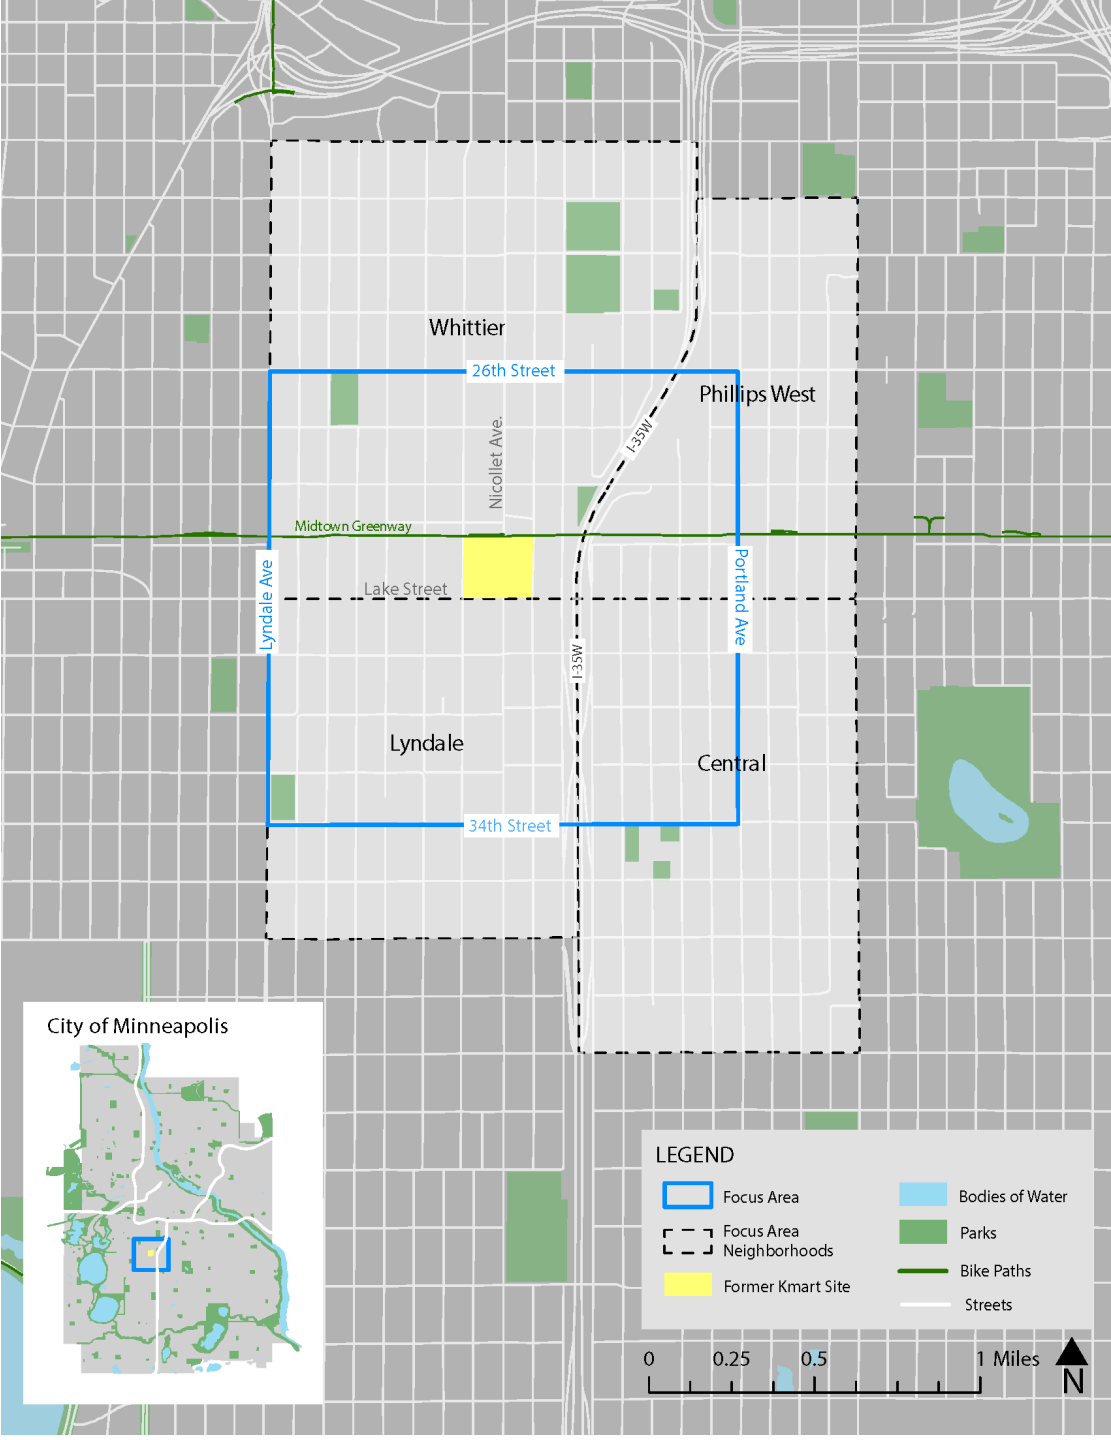 Whittier
26th Street
Phillips West
Nicollet Ave.
I-35W
Midtown Greenway
Lyndale Ave
Lake Street
Portland Ave
I-35W
Lyndale
Central
34th Street
City of Minneapolis
LEGEND
Focus Area
Focus Area
Neighborhoods
Former Kmart Site
Bodies of Water
Parks
Bike Paths
Streets
0 0.25 0.5 1 Miles
N